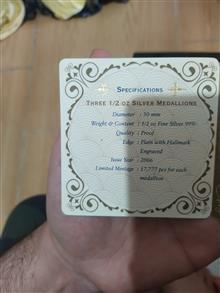 SPECIFICATIONS
THREE 1/2 OZ SILVER MEDALLIONS
Diameter : 30 mm
Weight & Content : 1/2 oz Fine Silver 999
Quality : Proof
Edge : Plain with Hallmark
Engraved
Issue Year : 2006
Limited Mintage : 17,777 pcs for each
medallion